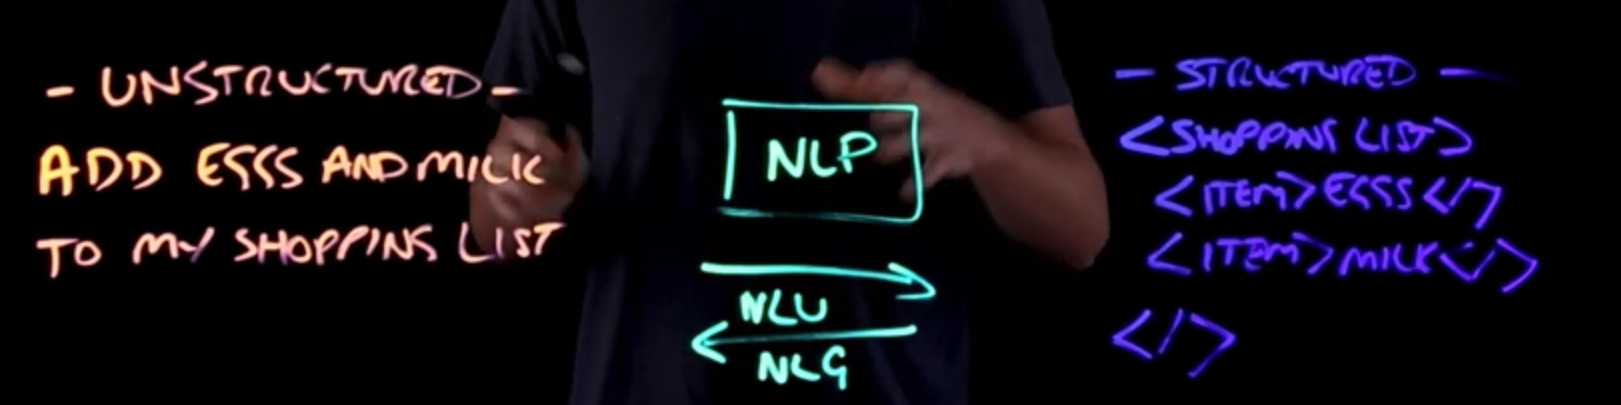 - UNSTRUCTURED -
ADD EGGS AND MILK
TO MY SHOPPING LIST
NLP
NLU
NLG
- STRUCTURED -
<SHOPPING LIST>
<ITEM> EGGS </>
<ITEM> MILK </>
</>